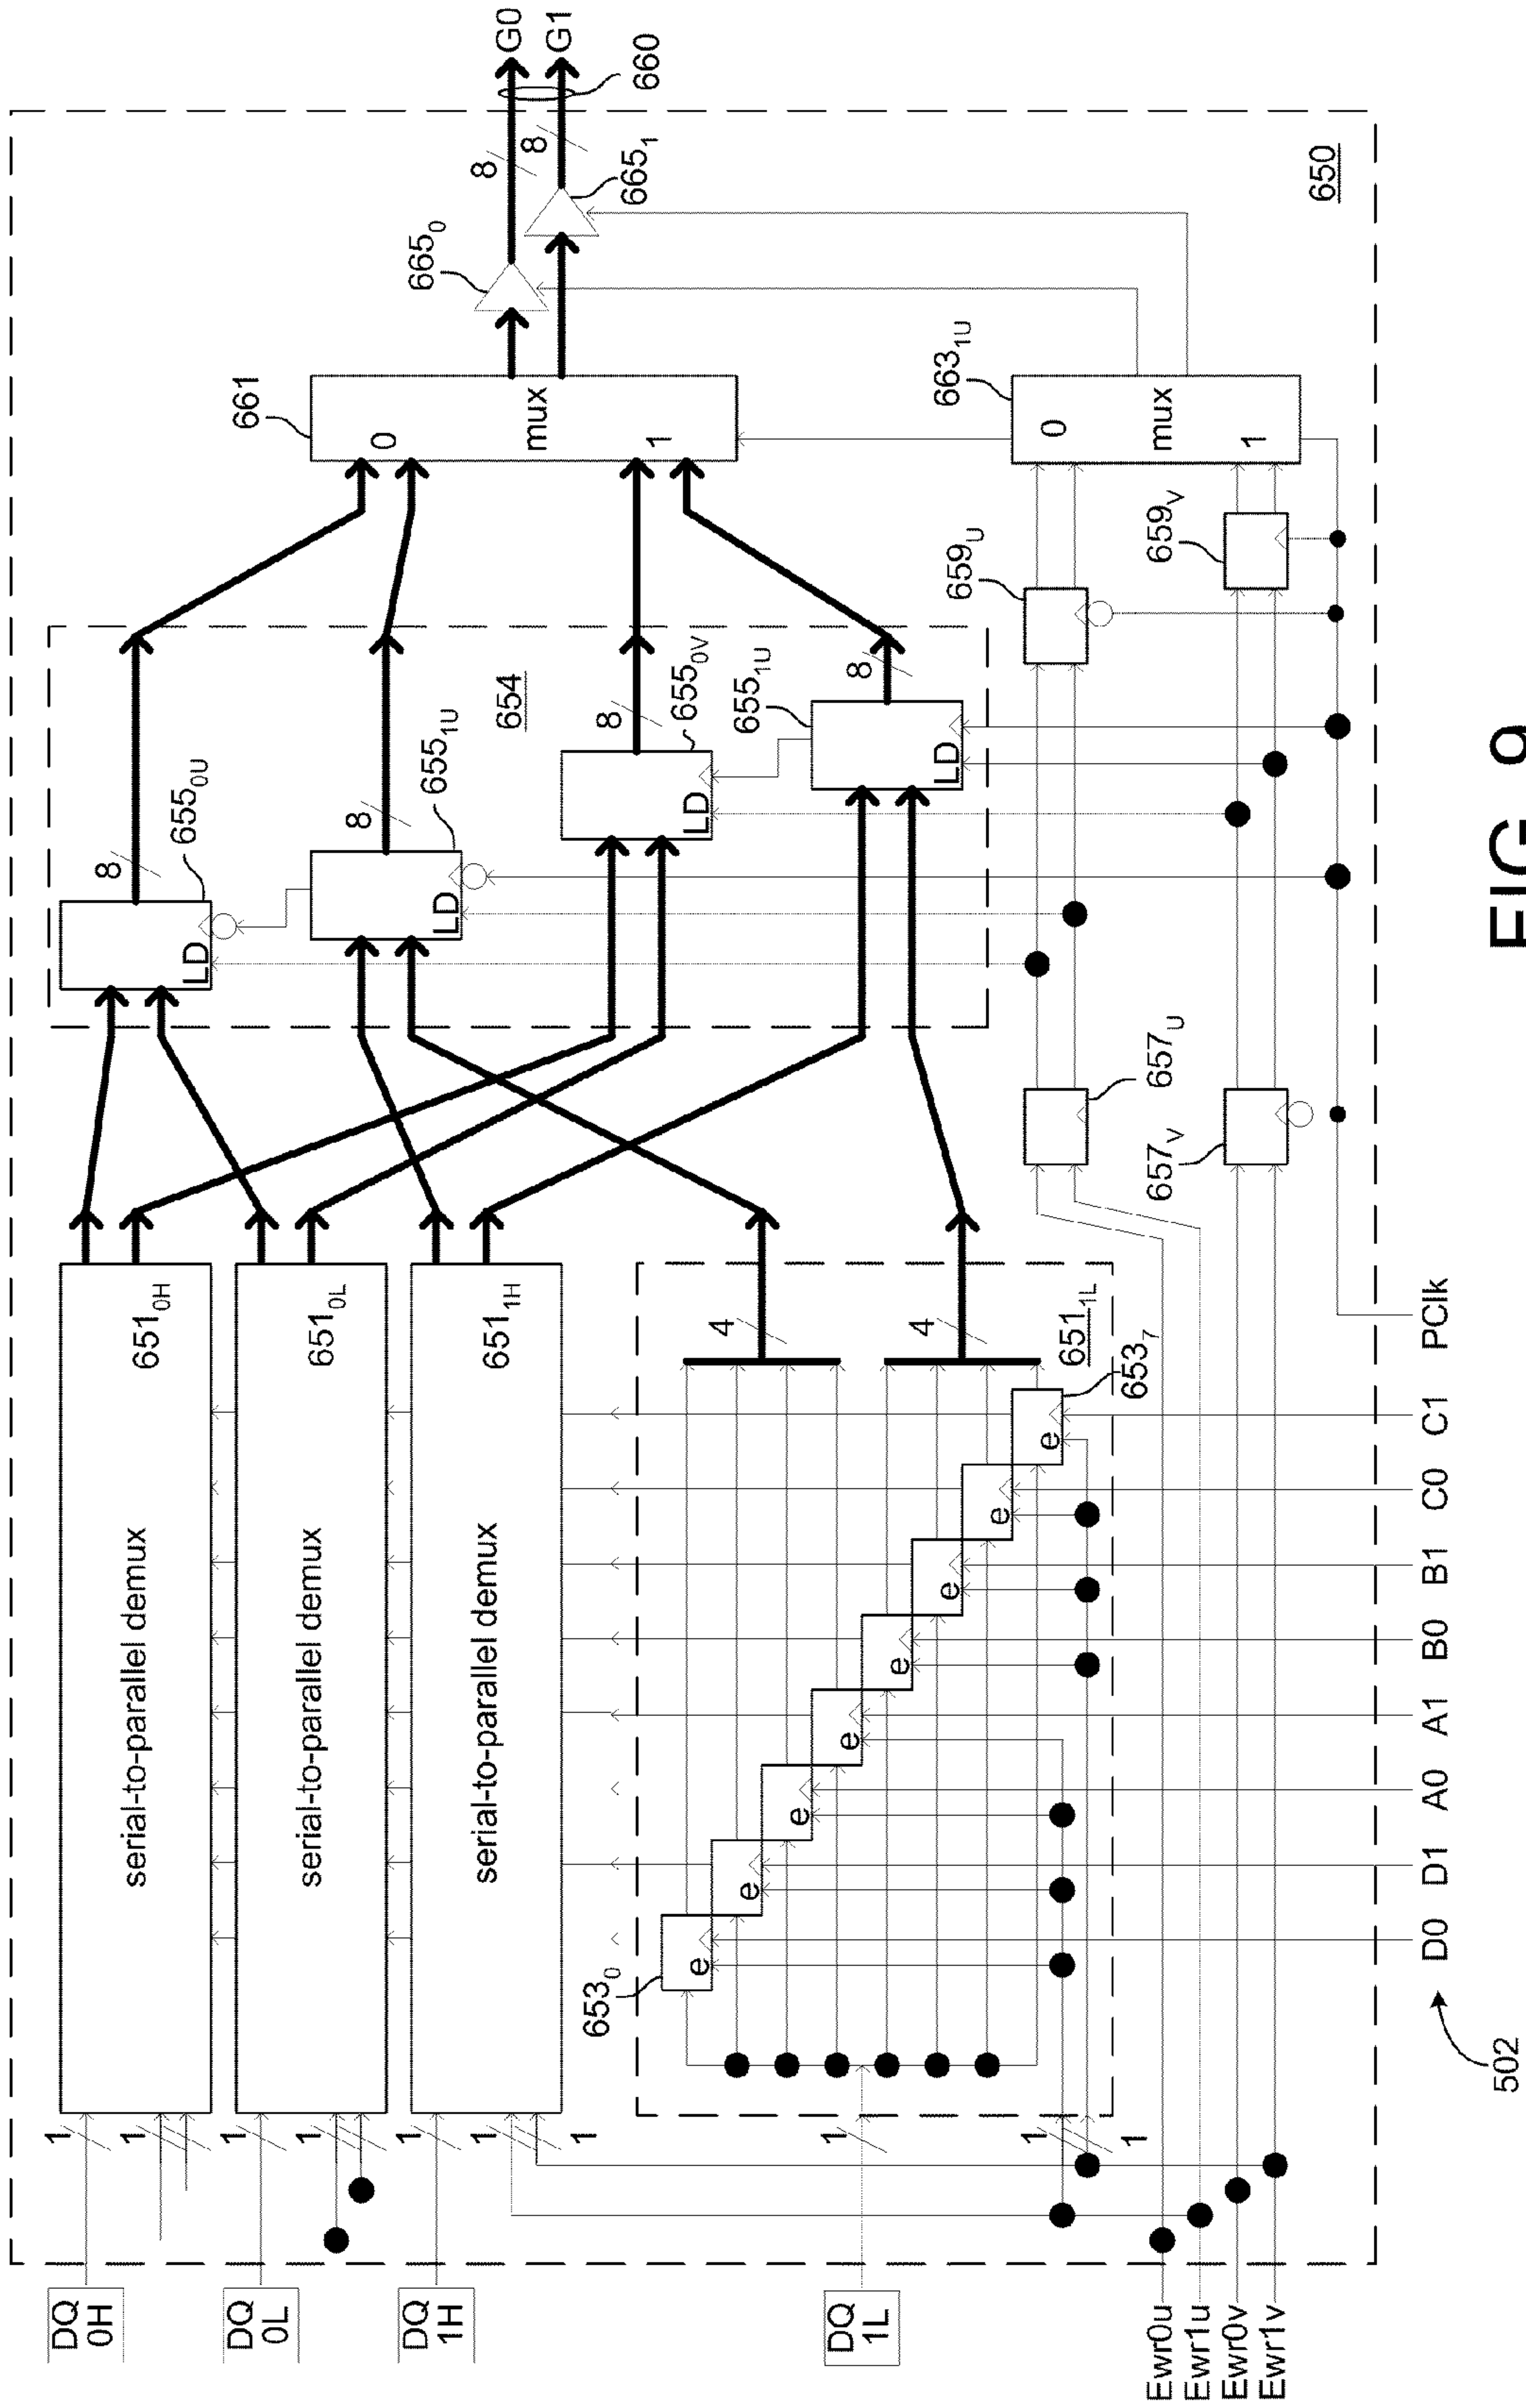 DQ
0H
DQ
0L
DQ
1H
DQ
1L
Ewr0u
Ewr1u
Ewr0v
Ewr1v
1
1
1
1
1
1
1
1
1
1
serial-to-parallel demux
651₀H
serial-to-parallel demux
651₀L
serial-to-parallel demux
651₁H
653₀
e
e
e
e
e
e
e
e
653₇
651₁L
4
4
D0
D1
A0
A1
B0
B1
C0
C1
PClk
502
657U
657V
LD
655₀U
8
LD
655₁U
8
654
LD
655₀V
8
LD
655₁U
8
659U
659V
661
0
mux
1
663₁U
0
mux
1
665₀
665₁
8
8
G0
G1
660
650
FIG. 9